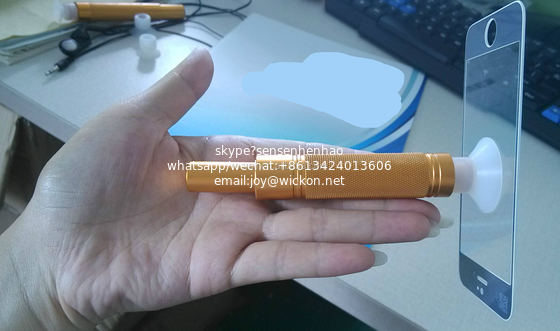 skype?sensenhenhao
whatsapp/wechat:+8613424013606
email:joy@wickon.net